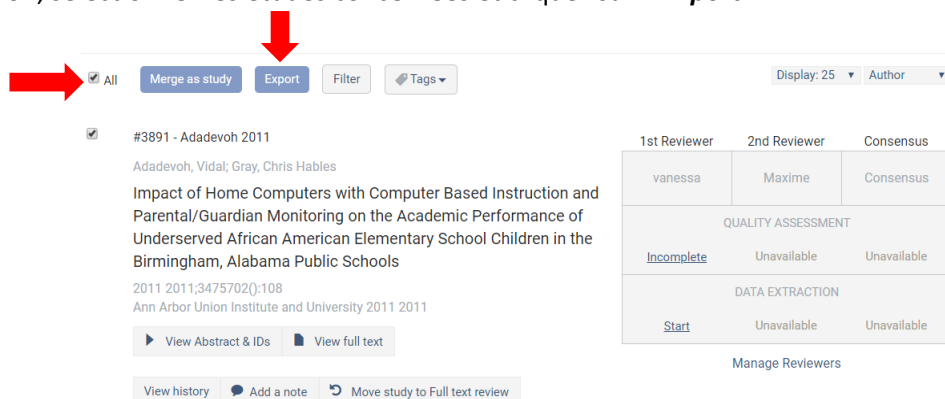 All Merge as study Export Filter Tags Display: 25 Author
#3891 - Adadevoh 2011
1st Reviewer 2nd Reviewer Consensus
Adadevoh, Vidal; Gray, Chris Hables
vanessa Maxime Consensus
Impact of Home Computers with Computer Based Instruction and
Parental/Guardian Monitoring on the Academic Performance of
Underserved African American Elementary School Children in the
Birmingham, Alabama Public Schools
QUALITY ASSESSMENT
Incomplete Unavailable Unavailable
2011 2011;3475702():108
Ann Arbor Union Institute and University 2011 2011
DATA EXTRACTION
Start Unavailable Unavailable
View Abstract & IDs View full text
Manage Reviewers
View history Add a note Move study to Full text review